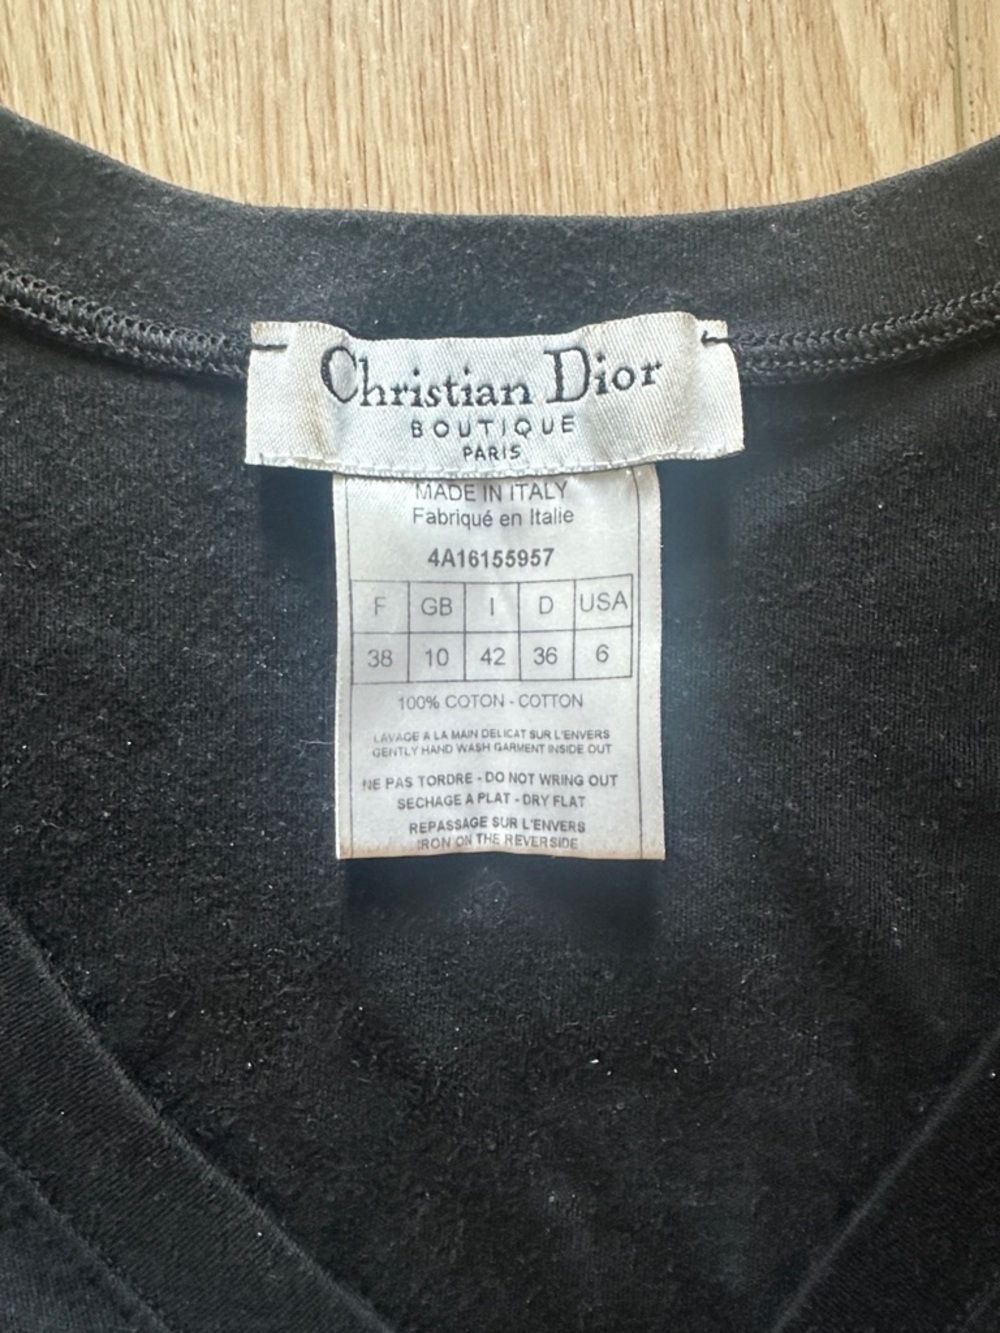 Christian Dior
BOUTIQUE
PARIS
MADE IN ITALY
Fabriqué en Italie
4A16155957
F GB I D USA
38 10 42 36 6
100% COTON - COTTON
LAVAGE A LA MAIN DELICAT SUR L'ENVERS
GENTLY HAND WASH GARMENT INSIDE OUT
NE PAS TORDRE - DO NOT WRING OUT
SECHAGE A PLAT - DRY FLAT
REPASSAGE SUR L'ENVERS
IRON ON THE REVERSIDE